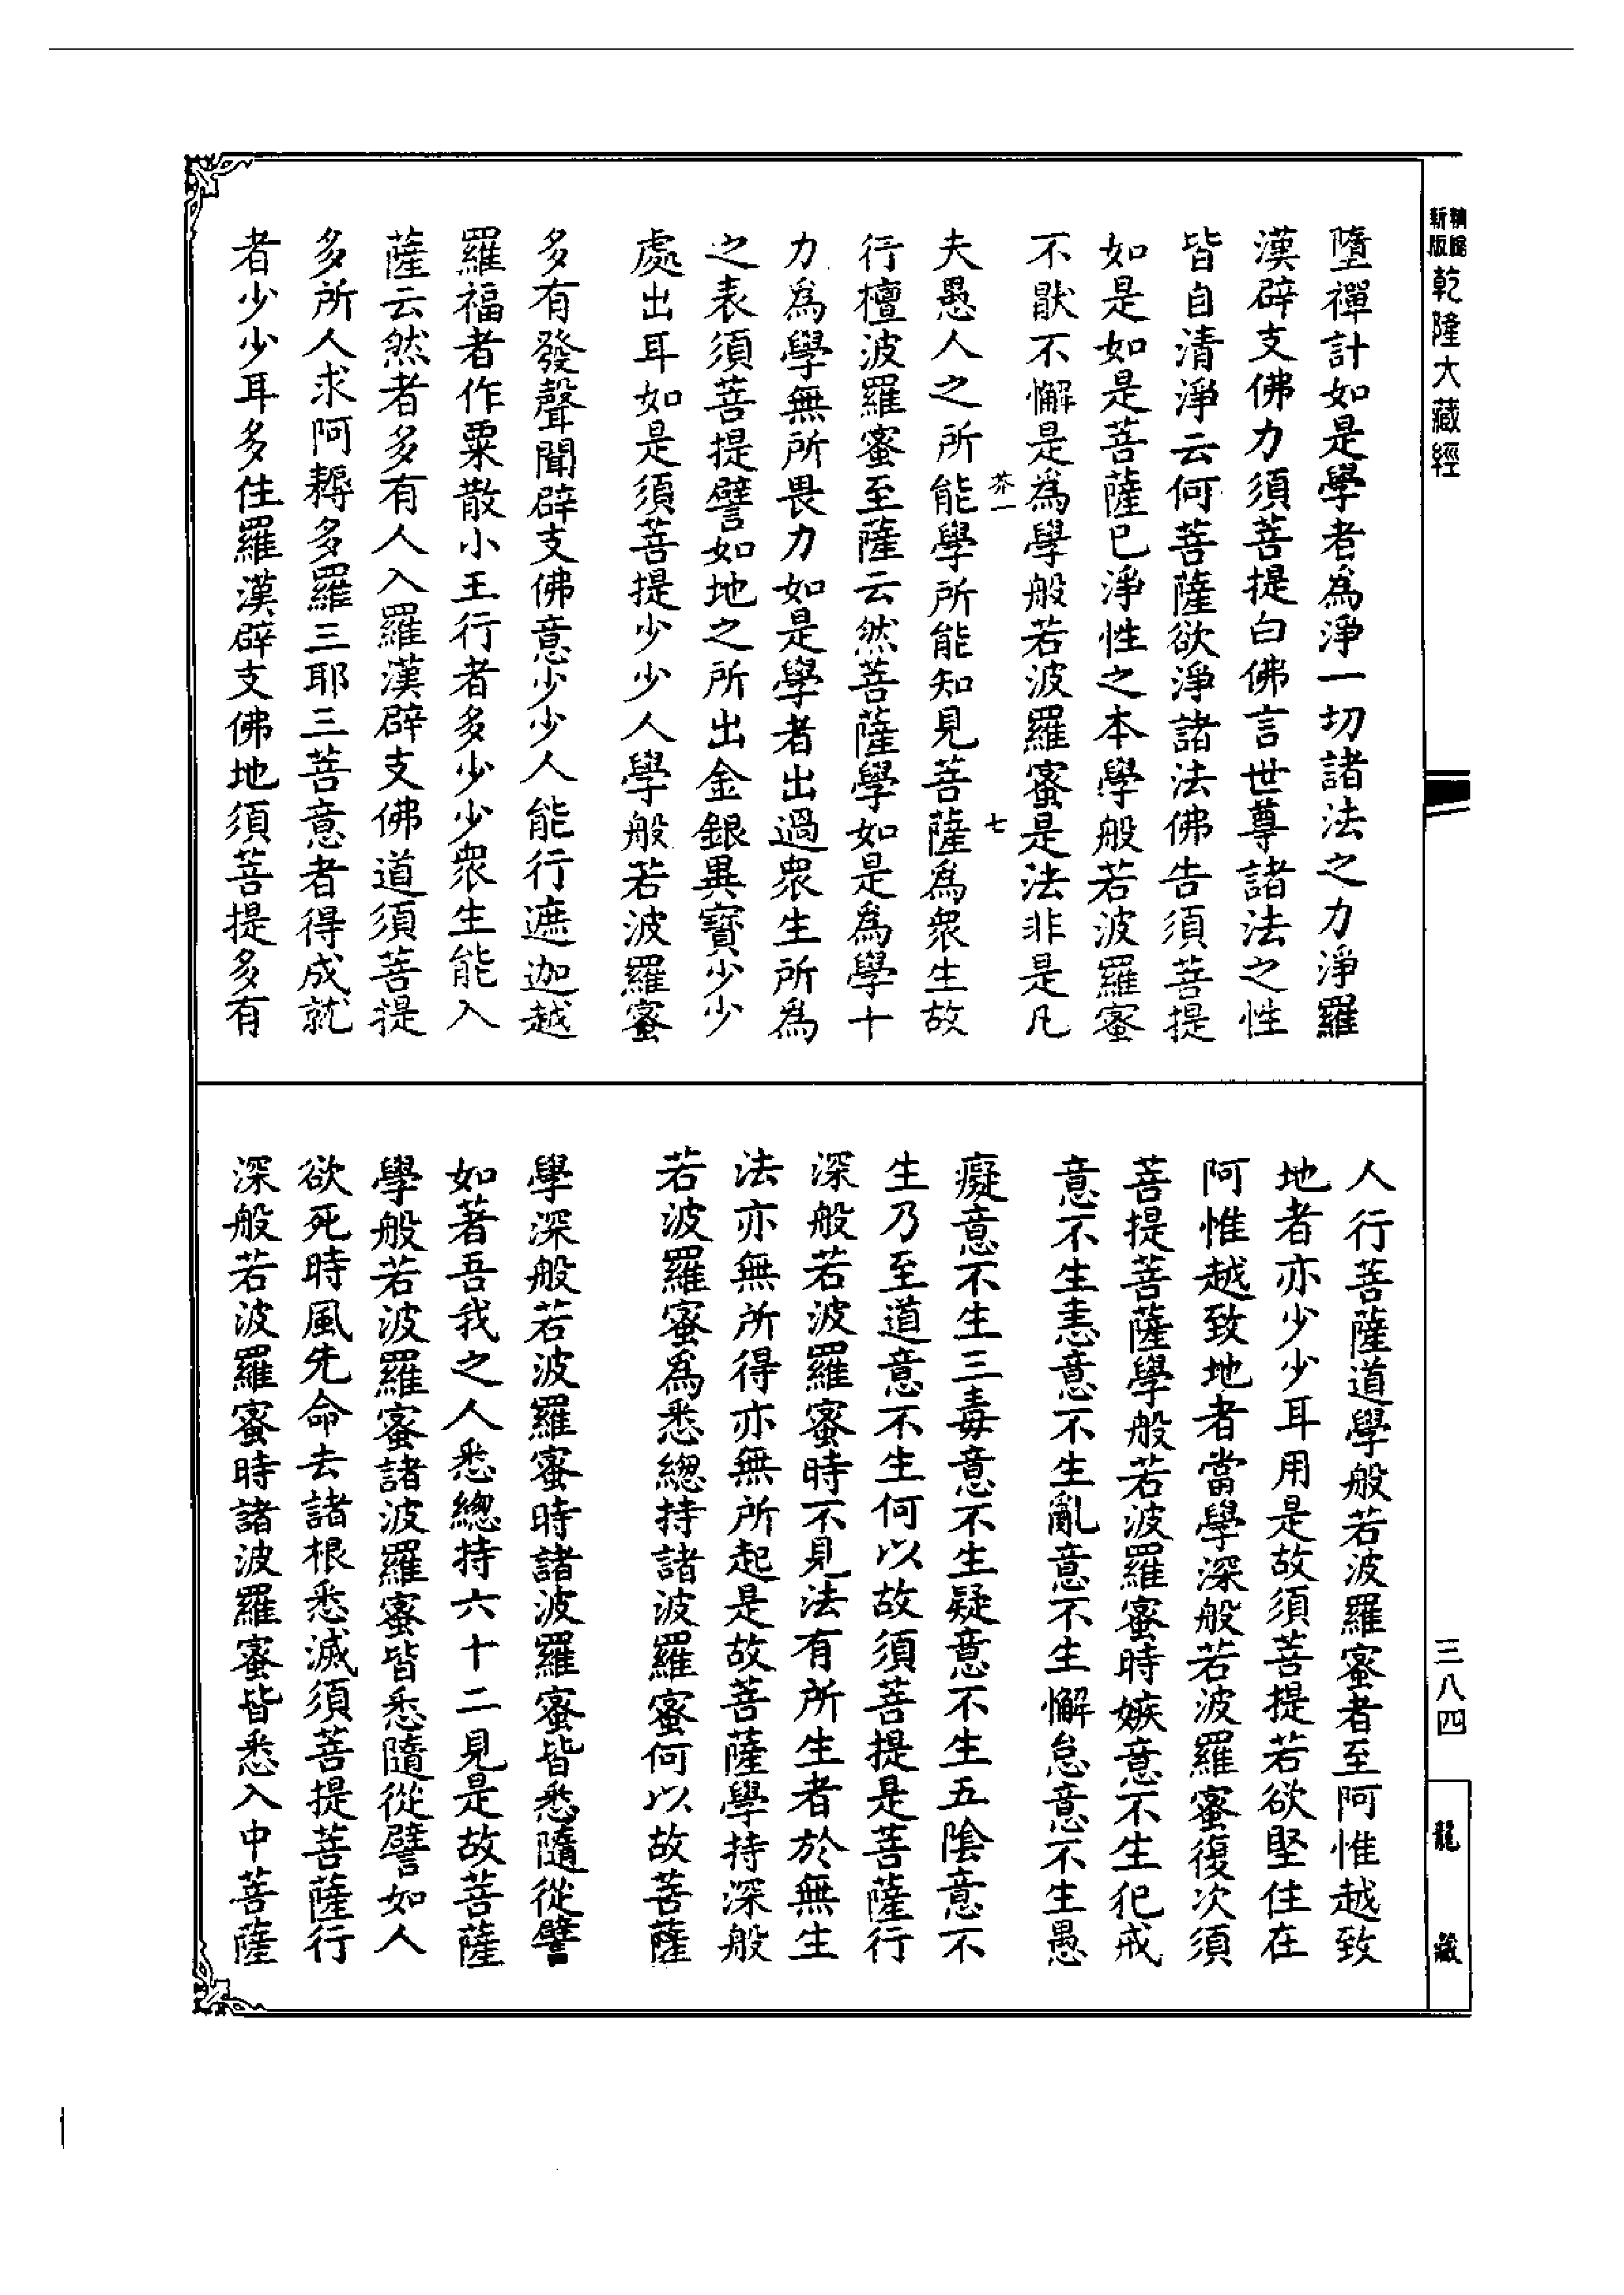 新版 精縮 乾隆大藏經
墮禪計如是學者爲淨一切諸法之力淨羅
漢辟支佛力須菩提白佛言世尊諸法之性
皆自清淨云何菩薩欲淨諸法佛告須菩提
如是如是菩薩已淨性之本學般若波羅蜜
不猒不懈是爲學般若波羅蜜是法非是凡
芥一 七
夫愚人之所能學所能知見菩薩爲衆生故
行檀波羅蜜至薩云然菩薩學如是爲學十
力爲學無所畏力如是學者出過衆生所爲
之表須菩提譬如地之所出金銀異寶少少
處出耳如是須菩提少少人學般若波羅蜜
多有發聲聞辟支佛意少少人能行遮迦越
羅福者作粟散小王行者多少少衆生能入
薩云然者多有人入羅漢辟支佛道須菩提
多所人求阿耨多羅三耶三菩意者得成就
者少少耳多住羅漢辟支佛地須菩提多有
人行菩薩道學般若波羅蜜者至阿惟越致
地者亦少少耳用是故須菩提若欲堅住在
阿惟越致地者當學深般若波羅蜜復次須
菩提菩薩學般若波羅蜜時嫉意不生犯戒
意不生恚意不生亂意不生懈怠意不生愚
癡意不生三毒意不生疑意不生五陰意不
生乃至道意不生何以故須菩提是菩薩行
深般若波羅蜜時不見法有所生者於無生
法亦無所得亦無所起是故菩薩學持深般
若波羅蜜爲悉總持諸波羅蜜何以故菩薩
學深般若波羅蜜時諸波羅蜜皆悉隨從譬
如著吾我之人悉總持六十二見是故菩薩
學般若波羅蜜諸波羅蜜皆悉隨從譬如人
欲死時風先命去諸根悉滅須菩提菩薩行
深般若波羅蜜時諸波羅蜜皆悉入中菩薩
三八四
龍藏